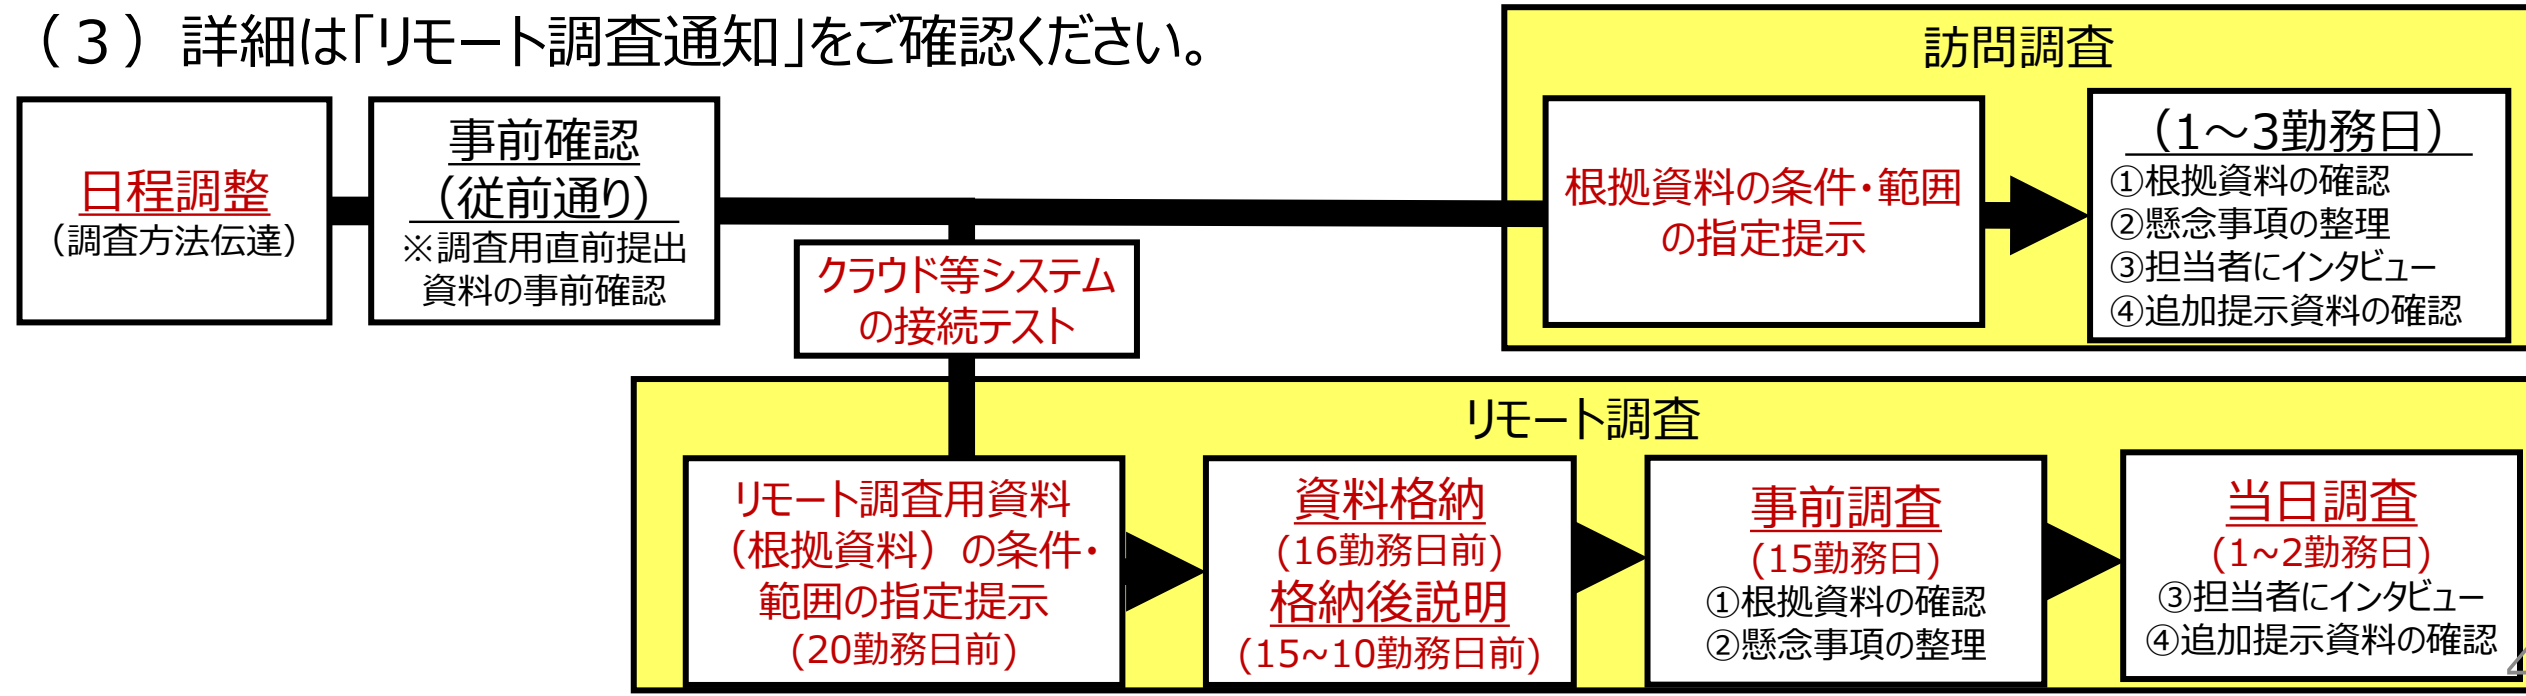 （３）詳細は「リモート調査通知」をご確認ください。
日程調整
（調査方法伝達）
事前確認
（従前通り）
※調査用直前提出
資料の事前確認
クラウド等システム
の接続テスト
訪問調査
根拠資料の条件・範囲
の指定提示
（1～3勤務日）
①根拠資料の確認
②懸念事項の整理
③担当者にインタビュー
④追加提示資料の確認
リモート調査
リモート調査用資料
（根拠資料）の条件・
範囲の指定提示
(20勤務日前)
資料格納
(16勤務日前)
格納後説明
(15~10勤務日前)
事前調査
(15勤務日)
①根拠資料の確認
②懸念事項の整理
当日調査
(1~2勤務日)
③担当者にインタビュー
④追加提示資料の確認